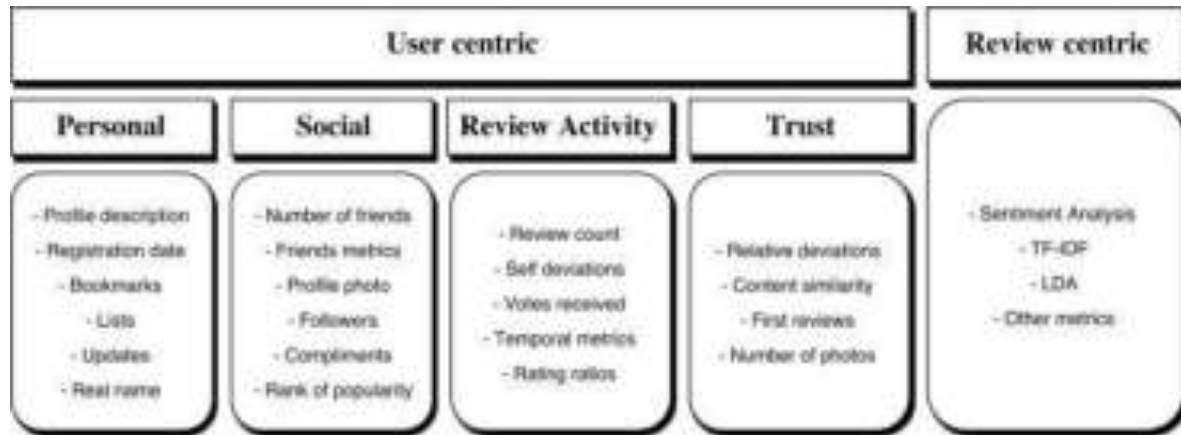 User centric
Review centric
Personal
Social
Review Activity
Trust
- Profile description
- Registration date
- Bookmarks
- Lists
- Updates
- Real name
- Number of friends
- Friends metrics
- Profile photo
- Followers
- Compliments
- Rank of popularity
- Review count
- Self deviations
- Votes received
- Temporal metrics
- Rating ratios
- Relative deviations
- Content similarity
- First reviews
- Number of photos
- Sentiment Analysis
- TF-IDF
- LDA
- Other metrics